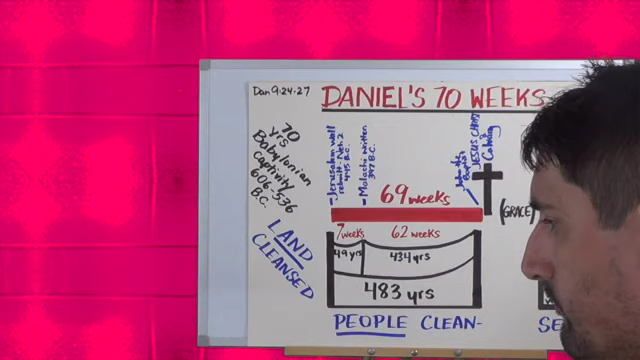 Dan 9:24-27
DANIEL'S 70 WEEKS
70
yrs
Babylonian
Captivity
606-536
B.C.
LAND
CLEANSED
Jerusalem wall
rebuilt - Neh. 2
445 B.C.
Malachi written
397 B.C.
John the
Baptist
JESUS CHRIST
Calvary
69 weeks
(GRACE)
7 weeks
62 weeks
49 yrs
434 yrs
483 yrs
PEOPLE CLEAN-
SE